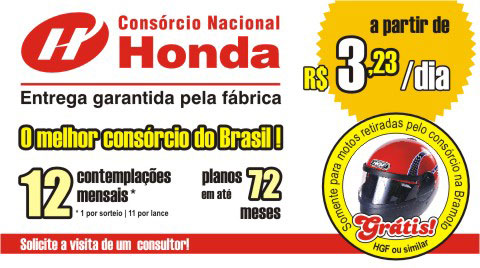 Consórcio Nacional
Honda
Entrega garantida pela fábrica
a partir de
R$ 3,23/dia
O melhor consórcio do Brasil !
12 contemplações
mensais *
* 1 por sorteio | 11 por lance
planos
em até 72
meses
Somente para motos retiradas pelo consórcio na Bramoto
HGF
Grátis!
HGF ou similar
Solicite a visita de um consultor!